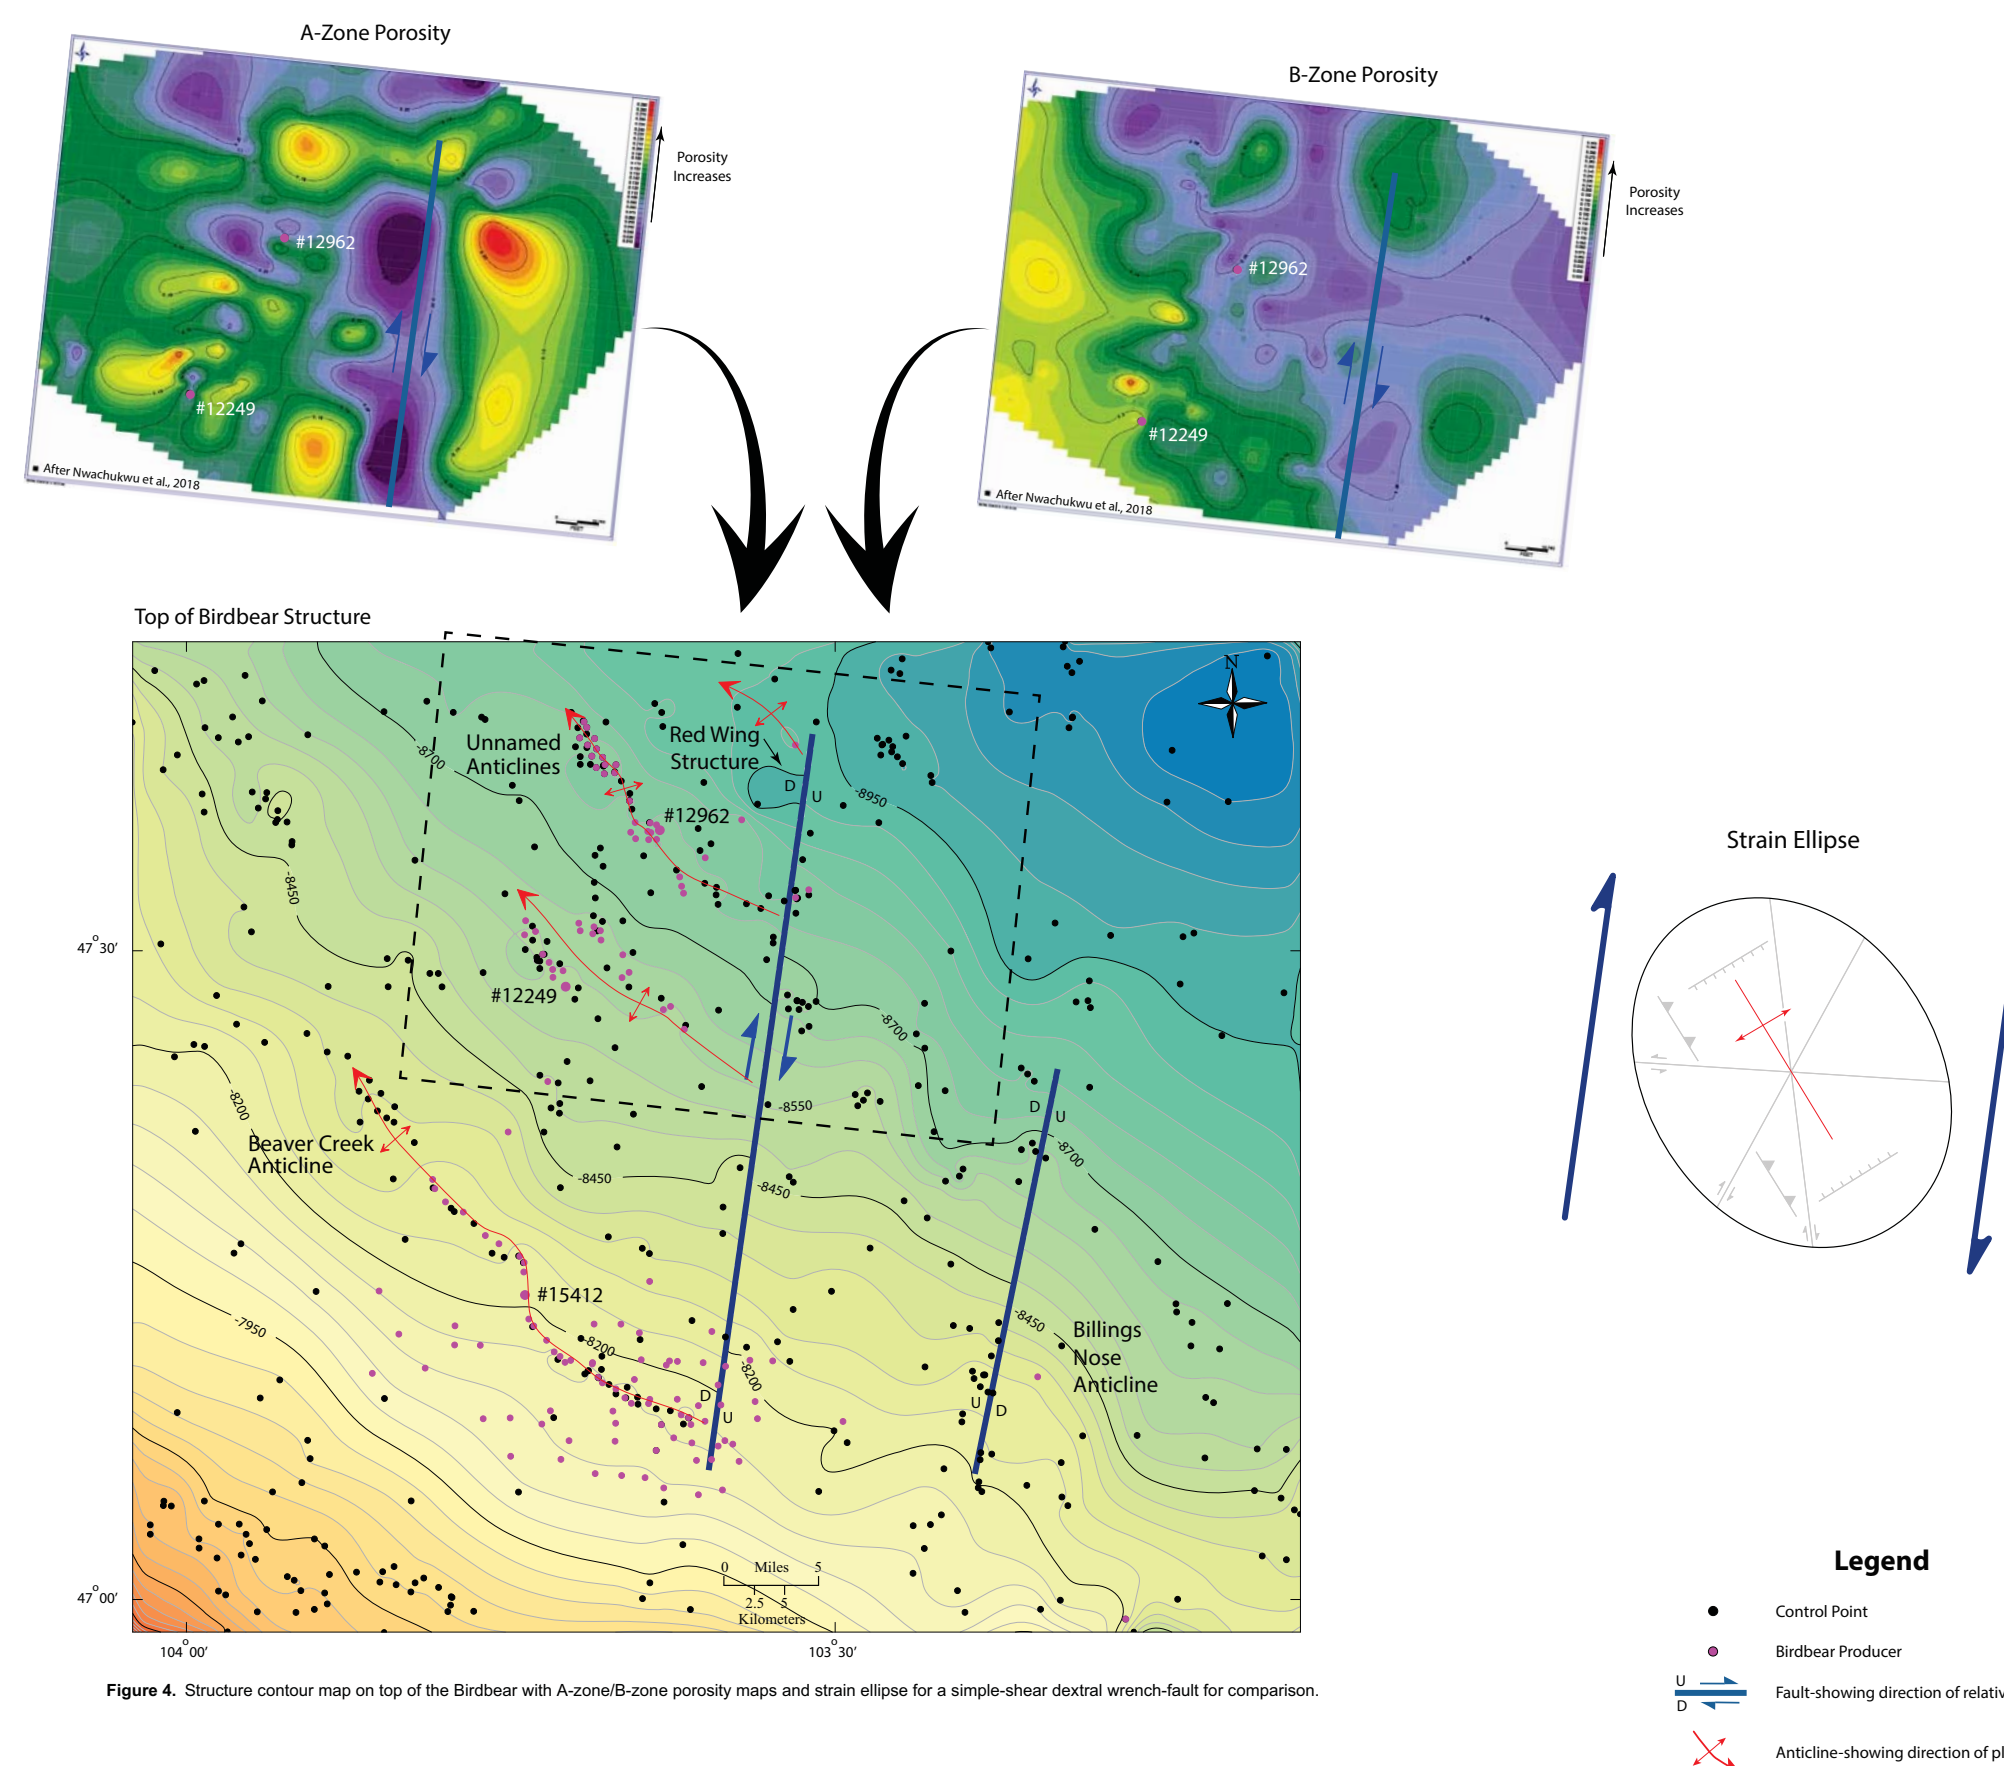 A-Zone Porosity
B-Zone Porosity
Porosity
Increases
Porosity
Increases
#12962
#12962
#12249
#12249
After Nwachukwu et al., 2018
After Nwachukwu et al., 2018
Top of Birdbear Structure
N
Unnamed
Anticlines
Red Wing
Structure
-8700
D
U
-8950
#12962
Strain Ellipse
-8450
47° 30'
#12249
-8700
-8200
-8550
D
U
-8700
Beaver Creek
Anticline
-8450
-8450
#15412
-7950
-8200
-8200
-8450
Billings
Nose
Anticline
D
U
U
D
0 Miles 5
2.5 5
Kilometers
47° 00'
104° 00'
103° 30'
Legend
Control Point
Birdbear Producer
U
D
Fault-showing direction of relativ
Anticline-showing direction of pl
Figure 4. Structure contour map on top of the Birdbear with A-zone/B-zone porosity maps and strain ellipse for a simple-shear dextral wrench-fault for comparison.